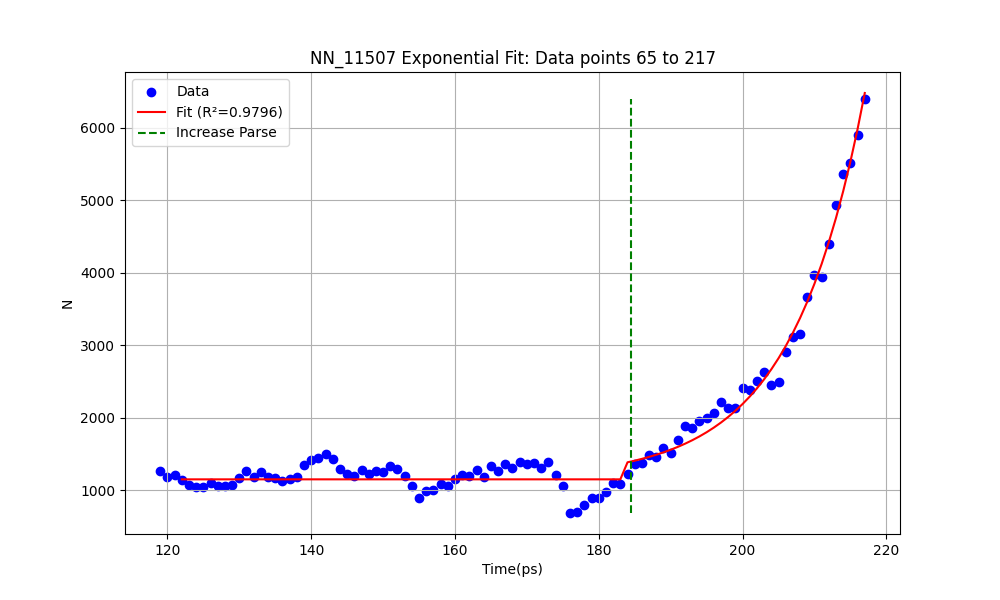 NN_11507 Exponential Fit: Data points 65 to 217
Data
Fit (R²=0.9796)
Increase Parse
6000
5000
4000
3000
2000
1000
N
120 140 160 180 200 220
Time(ps)